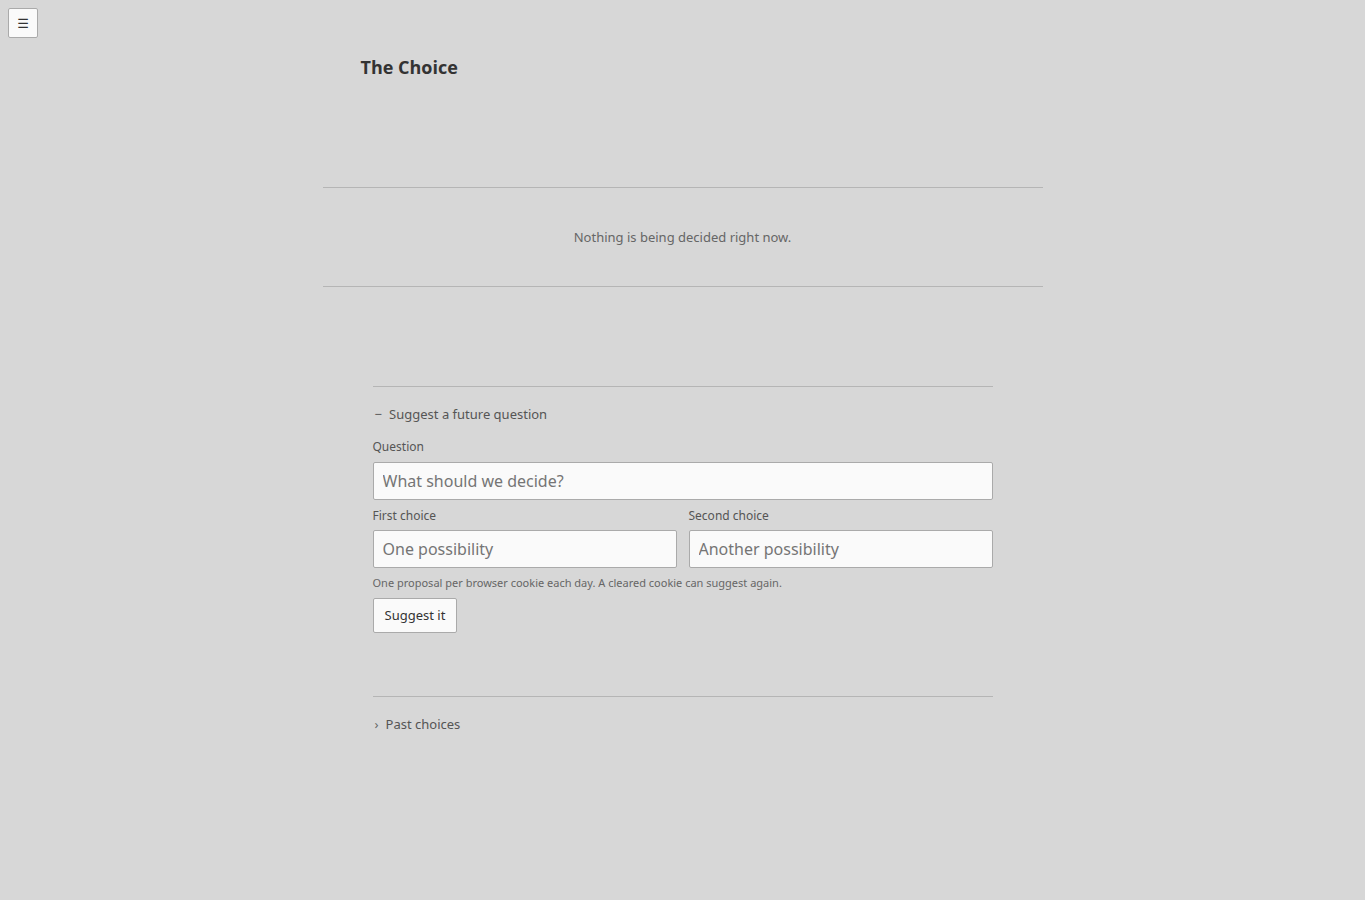 ☰
The Choice
Nothing is being decided right now.
− Suggest a future question
Question
What should we decide?
First choice
Second choice
One possibility
Another possibility
One proposal per browser cookie each day. A cleared cookie can suggest again.
Suggest it
› Past choices